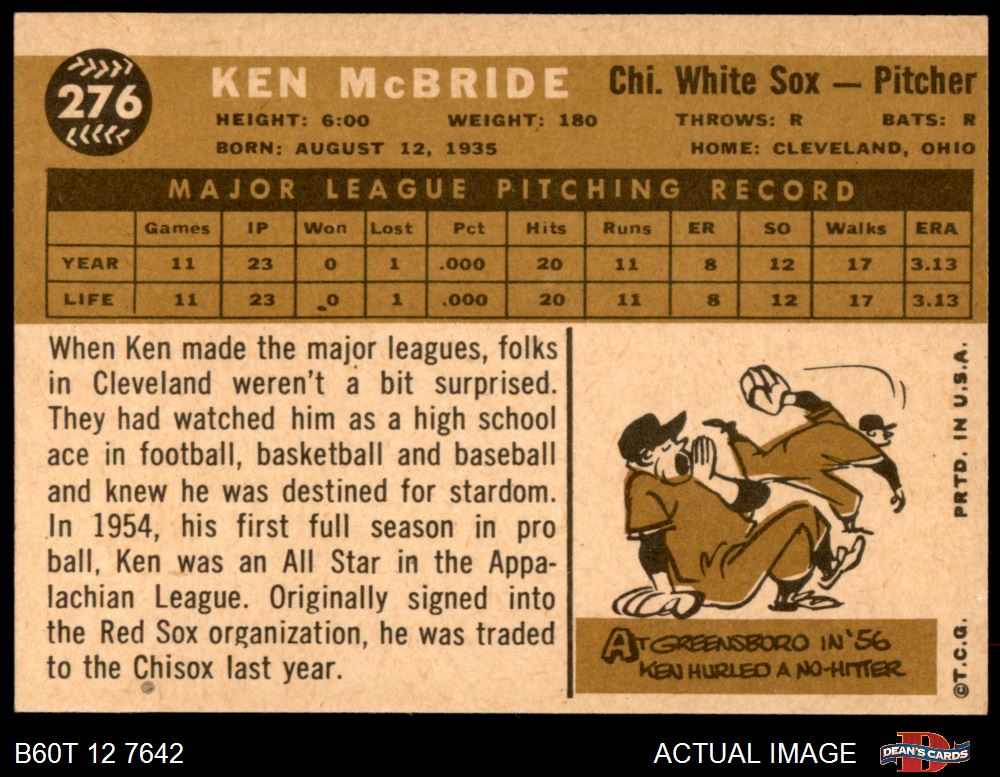 276
KEN McBRIDE Chi. White Sox — Pitcher
HEIGHT: 6:00 WEIGHT: 180 THROWS: R BATS: R
BORN: AUGUST 12, 1935 HOME: CLEVELAND, OHIO
MAJOR LEAGUE PITCHING RECORD
Games IP Won Lost Pct Hits Runs ER SO Walks ERA
YEAR 11 23 0 1 .000 20 11 8 12 17 3.13
LIFE 11 23 0 1 .000 20 11 8 12 17 3.13
When Ken made the major leagues, folks
in Cleveland weren't a bit surprised.
They had watched him as a high school
ace in football, basketball and baseball
and knew he was destined for stardom.
In 1954, his first full season in pro
ball, Ken was an All Star in the Appa-
lachian League. Originally signed into
the Red Sox organization, he was traded
to the Chisox last year.
AT GREENSBORO IN '56
KEN HURLED A NO-HITTER
PRTD. IN U.S.A.
©T.C.G.
B60T 12 7642
ACTUAL IMAGE
DEAN'S CARDS